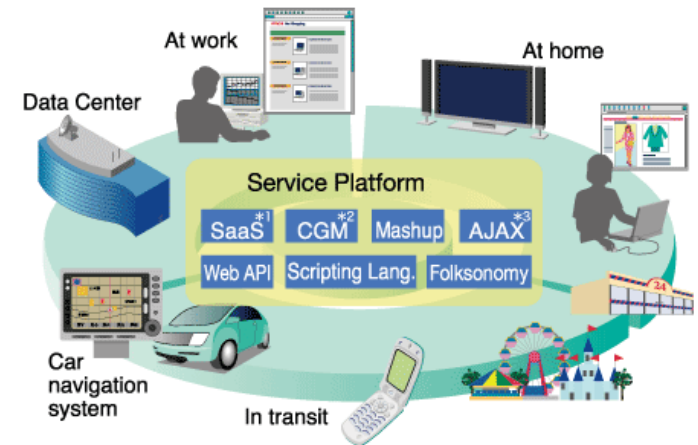 At work
At home
Data Center
Service Platform
SaaS*1
CGM*2
Mashup
AJAX*3
Web API
Scripting Lang.
Folksonomy
24
Car
navigation
system
In transit